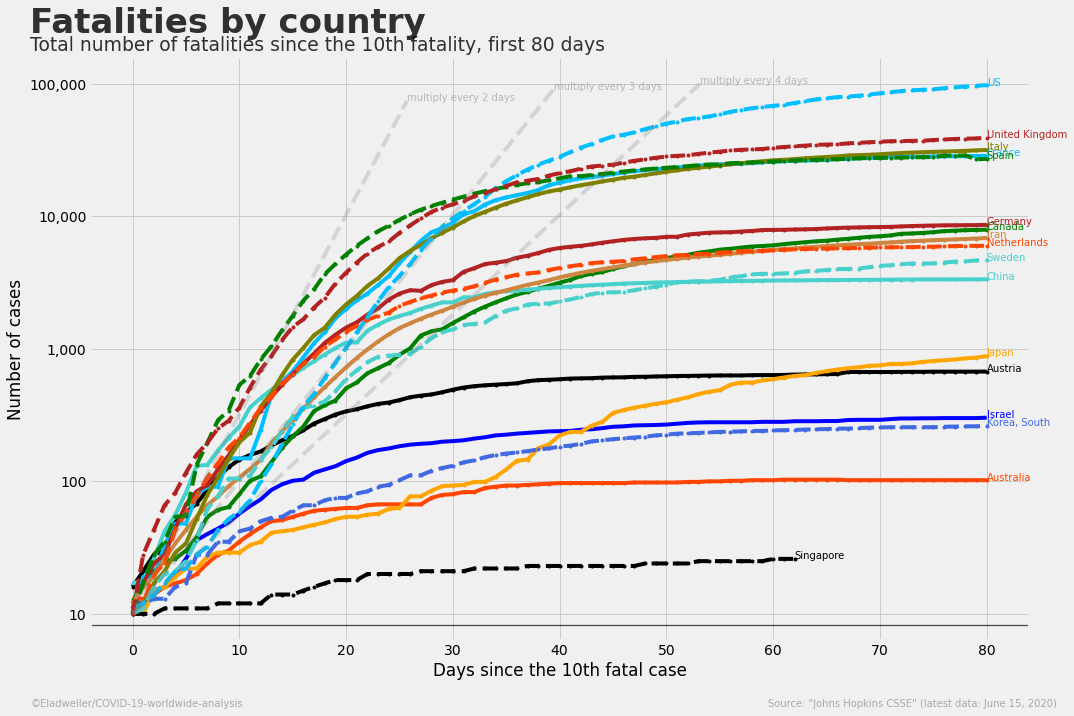 Fatalities by country
Total number of fatalities since the 10th fatality, first 80 days
multiply every 2 days
multiply every 3 days
multiply every 4 days
100,000
10,000
1,000
100
10
Number of cases
US
United Kingdom
Italy
France
Spain
Germany
Canada
Iran
Netherlands
Sweden
China
Japan
Austria
Israel
Korea, South
Australia
Singapore
0 10 20 30 40 50 60 70 80
Days since the 10th fatal case
©Eladweller/COVID-19-worldwide-analysis
Source: "Johns Hopkins CSSE" (latest data: June 15, 2020)